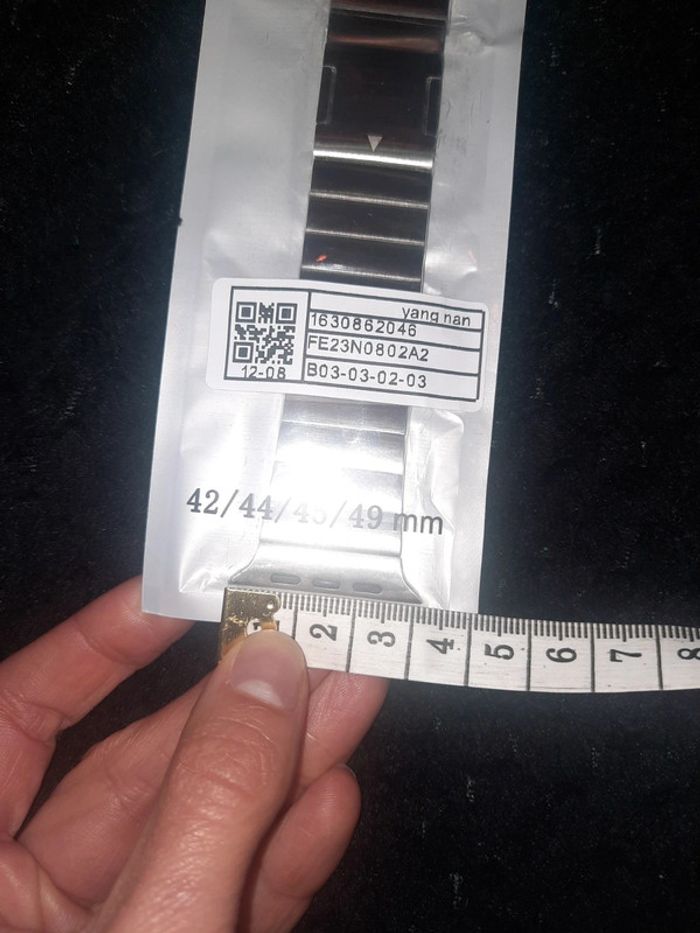 yang nan
1630862046
FE23N0802A2
12-08
B03-03-02-03
42/44/45/49 mm
1 2 3 4 5 6 7 8